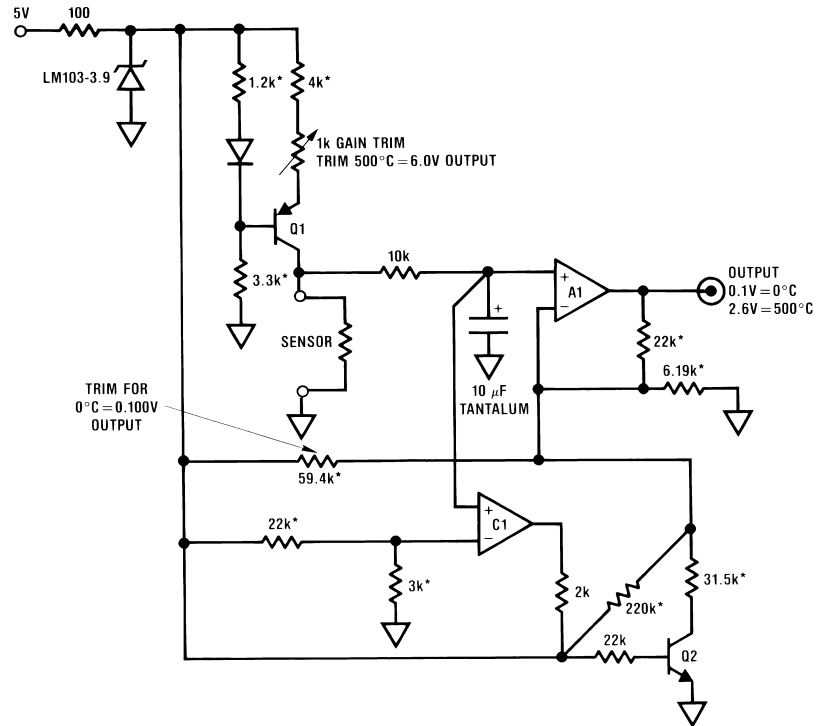 5V
100
LM103-3.9
1.2k*
4k*
1k GAIN TRIM
TRIM 500°C=6.0V OUTPUT
Q1
3.3k*
10k
+
A1
−
OUTPUT
0.1V=0°C
2.6V=500°C
+
SENSOR
22k*
6.19k*
10 μF
TANTALUM
TRIM FOR
0°C=0.100V
OUTPUT
59.4k*
22k*
+
C1
−
3k*
2k
220k*
31.5k*
22k
Q2